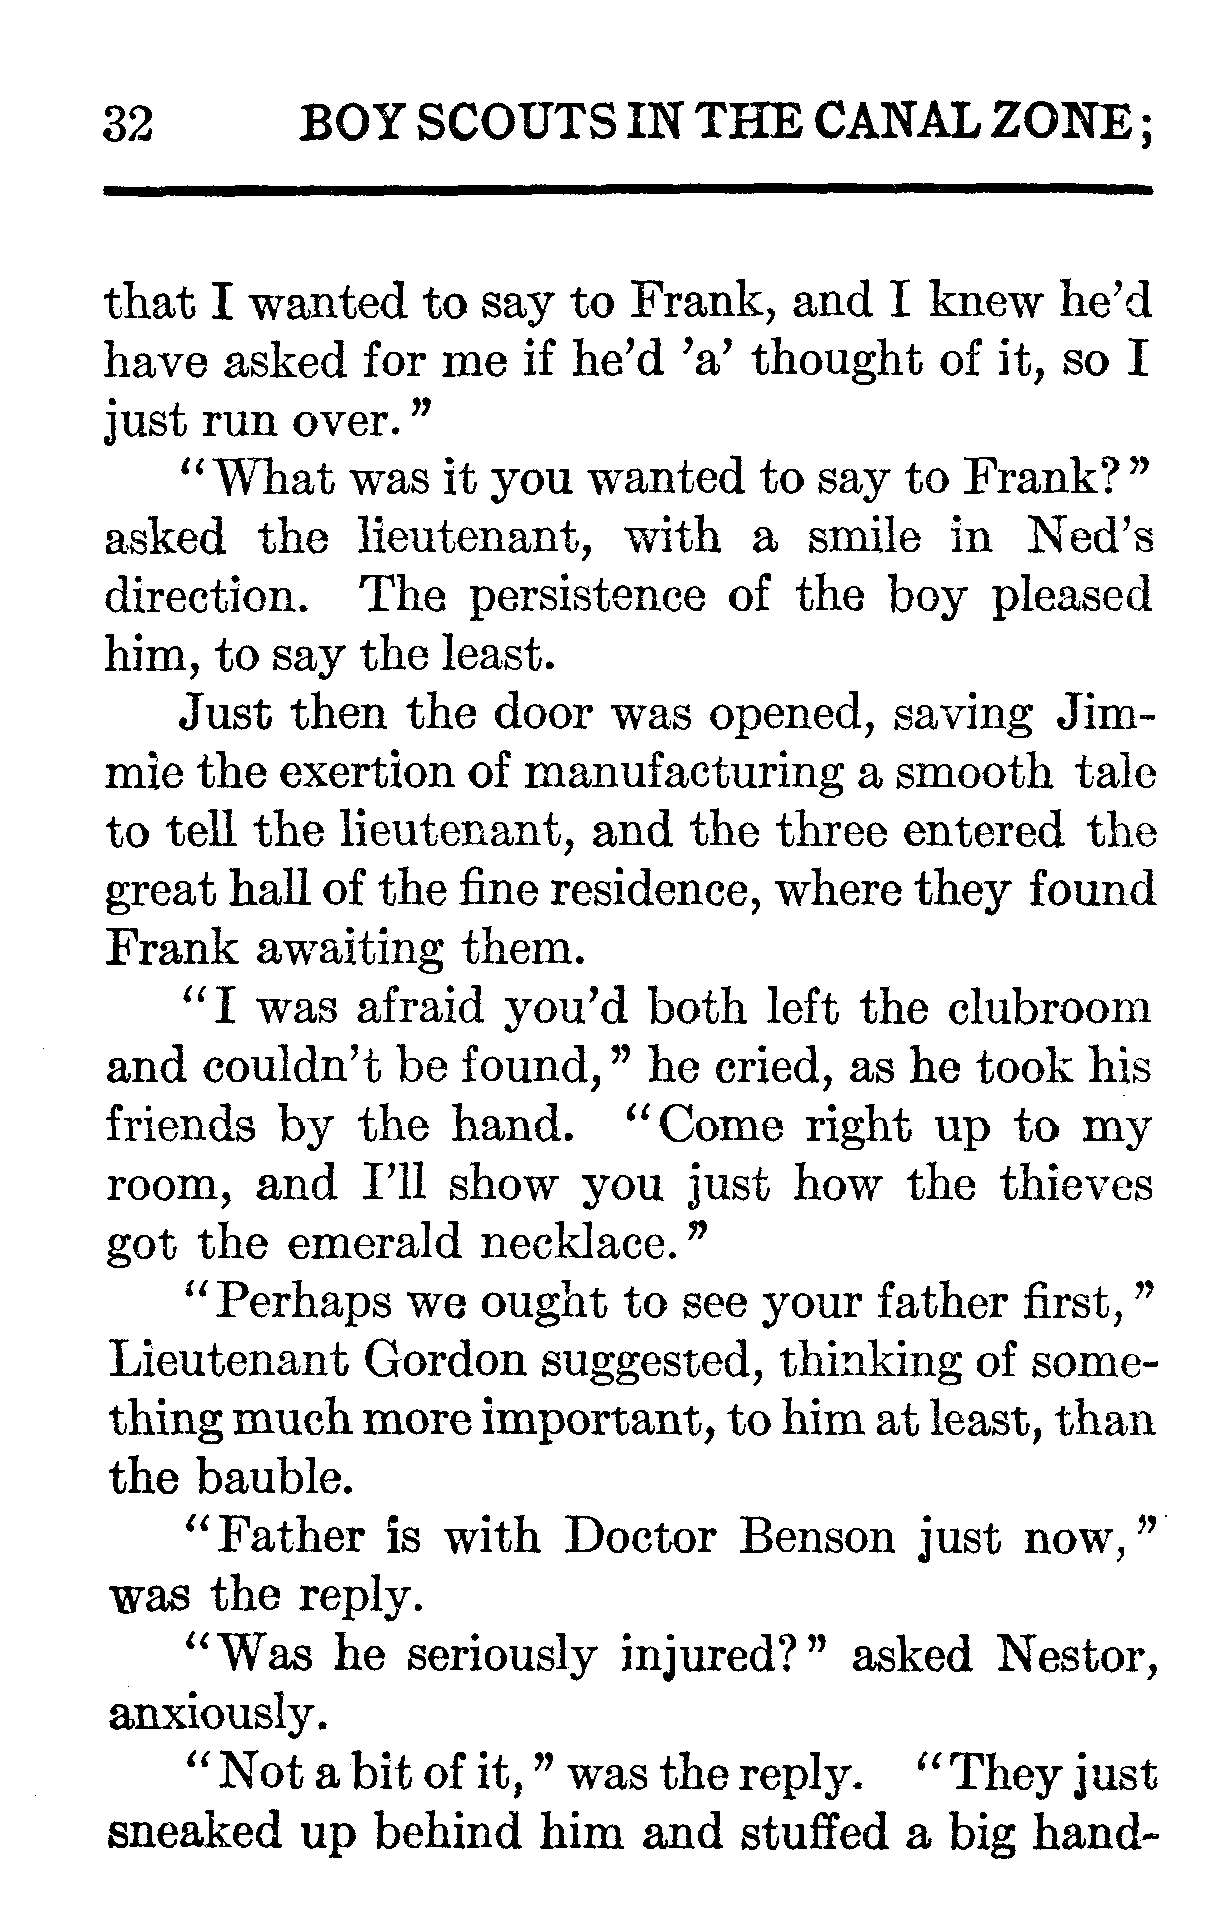 32 BOY SCOUTS IN THE CANAL ZONE;
that I wanted to say to Frank, and I knew he’d
have asked for me if he’d ’a’ thought of it, so I
just run over.”
“What was it you wanted to say to Frank?”
asked the lieutenant, with a smile in Ned’s
direction. The persistence of the boy pleased
him, to say the least.
Just then the door was opened, saving Jim-
mie the exertion of manufacturing a smooth tale
to tell the lieutenant, and the three entered the
great hall of the fine residence, where they found
Frank awaiting them.
“I was afraid you’d both left the clubroom
and couldn’t be found,” he cried, as he took his
friends by the hand. “Come right up to my
room, and I’ll show you just how the thieves
got the emerald necklace.”
“Perhaps we ought to see your father first,”
Lieutenant Gordon suggested, thinking of some-
thing much more important, to him at least, than
the bauble.
“Father is with Doctor Benson just now,”
was the reply.
“Was he seriously injured?” asked Nestor,
anxiously.
“Not a bit of it,” was the reply. “They just
sneaked up behind him and stuffed a big hand-